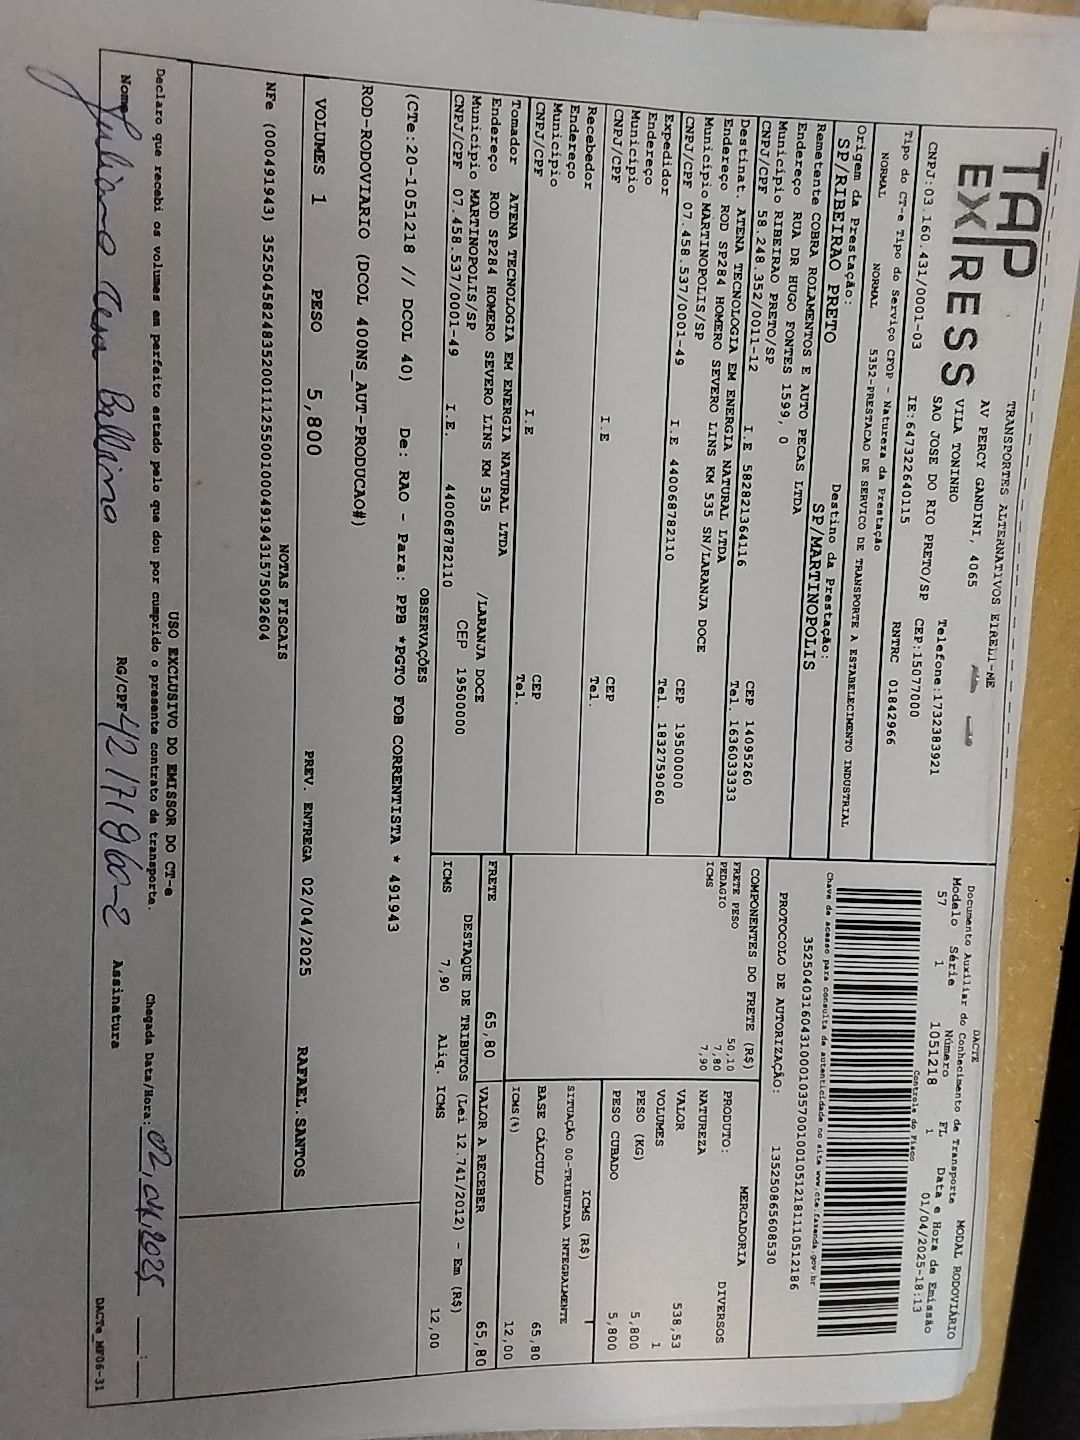 TAP EXPRESS
TRANSPORTES ALTERNATIVOS EIRELI-ME
AV PERCY GANDINI, 4065
VILA TONINHO Telefone:1732383921
SAO JOSE DO RIO PRETO/SP CEP:15077000
CNPJ:03.160.431/0001-03 IE:647322640115 RNTRC 01842966
Tipo do CT-e Tipo do Serviço CFOP - Natureza da Prestação
NORMAL NORMAL 5352-PRESTACAO DE SERVICO DE TRANSPORTE A ESTABELECIMENTO INDUSTRIAL
Origem da Prestação: Destino da Prestação:
SP/RIBEIRAO PRETO SP/MARTINOPOLIS
Remetente COBRA ROLAMENTOS E AUTO PECAS LTDA
Endereço RUA DR HUGO FONTES 1599, 0
Município RIBEIRAO PRETO/SP CEP 14095260
CNPJ/CPF 58.248.352/0011-12 I.E 582821364116 Tel. 1636033333
Destinat. ATENA TECNOLOGIA EM ENERGIA NATURAL LTDA
Endereço ROD SP284 HOMERO SEVERO LINS KM 535 SN/LARANJA DOCE
Município MARTINOPOLIS/SP CEP 19500000
CNPJ/CPF 07.458.537/0001-49 I.E 440068782110 Tel. 1832759060
Expedidor
Endereço
Município CEP
CNPJ/CPF I.E Tel.
Recebedor
Endereço
Município CEP
CNPJ/CPF I.E Tel.
Tomador ATENA TECNOLOGIA EM ENERGIA NATURAL LTDA
Endereço ROD SP284 HOMERO SEVERO LINS KM 535 /LARANJA DOCE
Município MARTINOPOLIS/SP CEP 19500000
CNPJ/CPF 07.458.537/0001-49 I.E. 440068782110
DACTE MODAL RODOVIÁRIO
Documento Auxiliar do Conhecimento de Transporte
Modelo Série Número FL Data e Hora de Emissão
57 1 1051218 1 01/04/2025-18:13
Controle do Fisco
Chave de acesso para consulta de autenticidade no site www.cte.fazenda.gov.br
35250403160431000103570010010512181110512186
PROTOCOLO DE AUTORIZAÇÃO: 135250865608530
COMPONENTES DO FRETE (R$)
FRETE PESO 50,10
PEDAGIO 7,80
ICMS 7,90
MERCADORIA
PRODUTO: DIVERSOS
NATUREZA
VALOR 538,53
VOLUMES 1
PESO (KG) 5,800
PESO CUBADO 5,800
ICMS (R$)
SITUAÇÃO 00-TRIBUTADA INTEGRALMENTE
BASE CÁLCULO 65,80
ICMS(%) 12,00
FRETE 65,80 VALOR A RECEBER 65,80
DESTAQUE DE TRIBUTOS (Lei 12.741/2012) - Em (R$)
ICMS 7,90 Aliq. ICMS 12,00
OBSERVAÇÕES
(CTe:20-1051218 // DCOL 40) De: RAO - Para: PPB *PGTO FOB CORRENTISTA * 491943
ROD-RODOVIARIO (DCOL 400NS_AUT-PRODUCAO#)
VOLUMES 1 PESO 5,800 PREV. ENTREGA 02/04/2025 RAFAEL.SANTOS
NOTAS FISCAIS
NFe (000491943) 35250458248352001112550010004919431575092604
USO EXCLUSIVO DO EMISSOR DO CT-e
Declaro que recebi os volumes em perfeito estado pelo que dou por cumprido o presente contrato de transporte. Chegada Data/Hora: 02,04,2025 __:__
Nome Juliano RG/CPF 42171960-2 Assinatura
DACTe_MF06-31